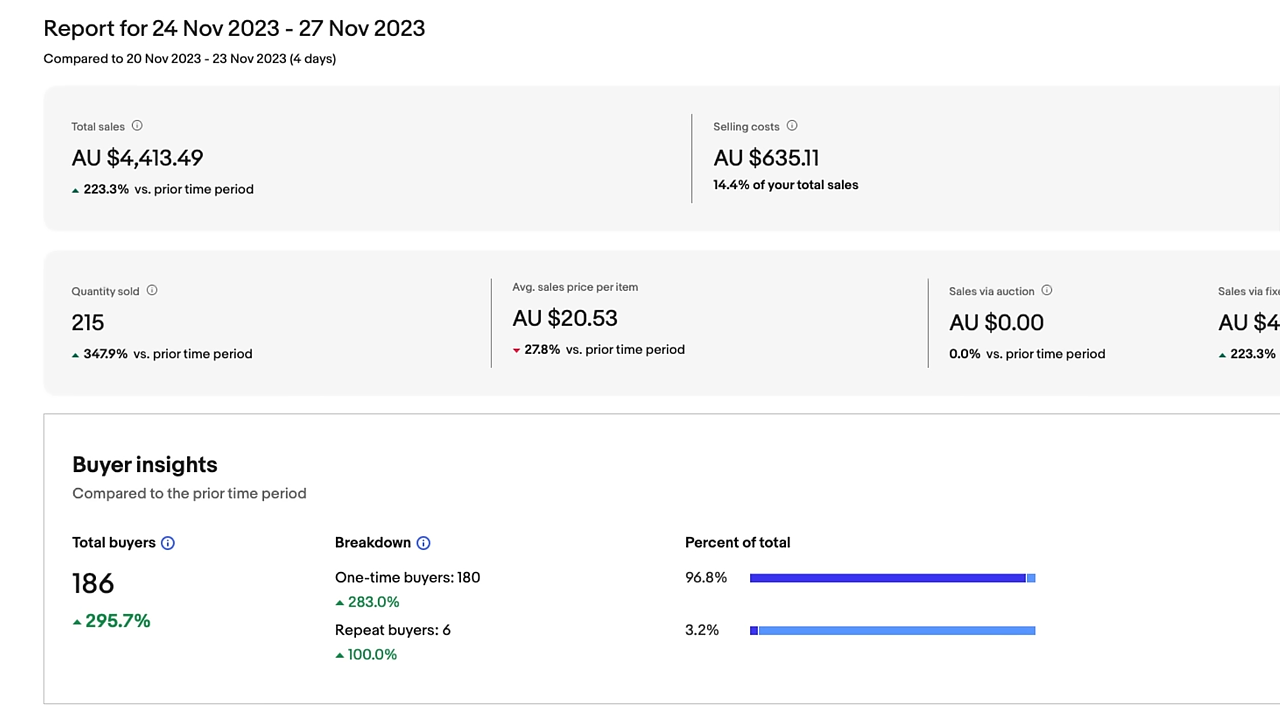 Report for 24 Nov 2023 - 27 Nov 2023
Compared to 20 Nov 2023 - 23 Nov 2023 (4 days)
Total sales
AU $4,413.49
223.3% vs. prior time period
Selling costs
AU $635.11
14.4% of your total sales
Quantity sold
215
347.9% vs. prior time period
Avg. sales price per item
AU $20.53
27.8% vs. prior time period
Sales via auction
AU $0.00
0.0% vs. prior time period
Sales via
AU $4
223.3%
Buyer insights
Compared to the prior time period
Total buyers
186
295.7%
Breakdown
One-time buyers: 180
283.0%
Repeat buyers: 6
100.0%
Percent of total
96.8%
3.2%